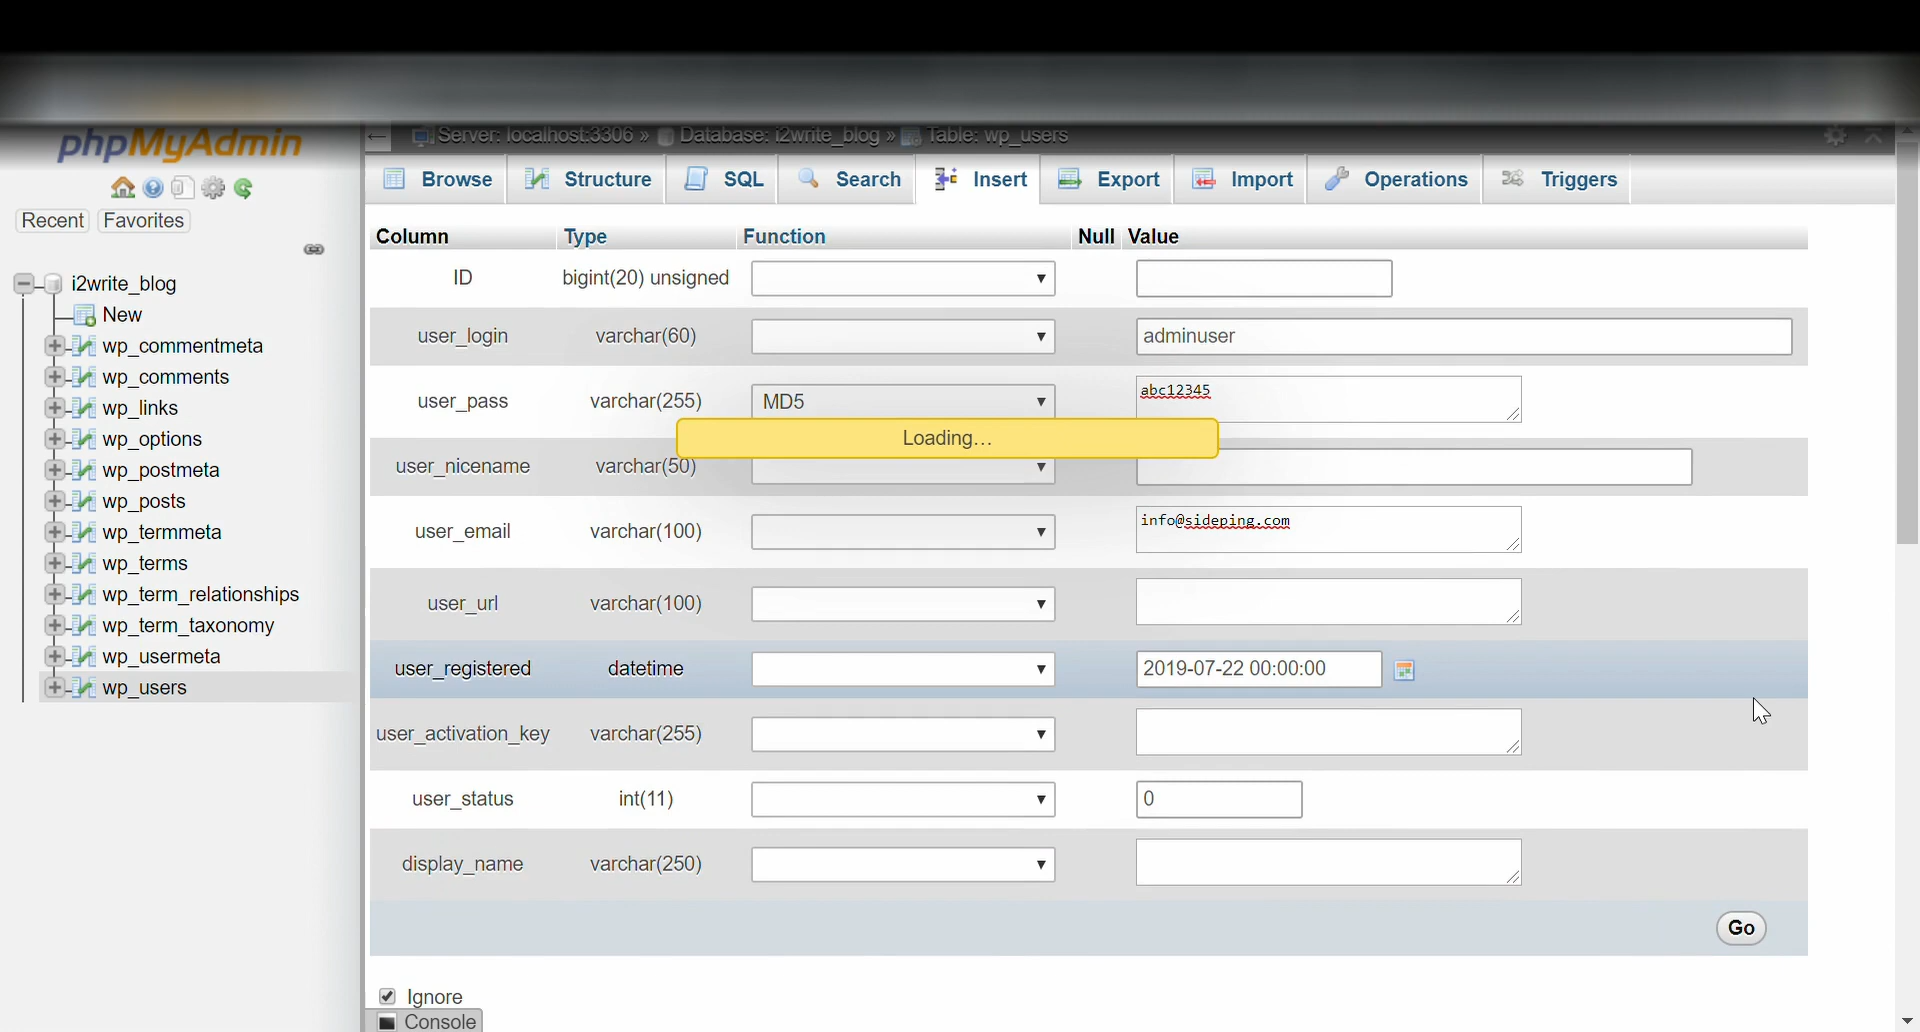 phpMyAdmin
Recent Favorites
i2write_blog
New
wp_commentmeta
wp_comments
wp_links
wp_options
wp_postmeta
wp_posts
wp_termmeta
wp_terms
wp_term_relationships
wp_term_taxonomy
wp_usermeta
wp_users
Server: localhost:3306 » Database: i2write_blog » Table: wp_users
Browse Structure SQL Search Insert Export Import Operations Triggers
Column Type Function Null Value
ID bigint(20) unsigned
user_login varchar(60) adminuser
user_pass varchar(255) MD5 abc12345
Loading...
user_nicename varchar(50)
user_email varchar(100) info@sideping.com
user_url varchar(100)
user_registered datetime 2019-07-22 00:00:00
user_activation_key varchar(255)
user_status int(11) 0
display_name varchar(250)
Go
Ignore
Console